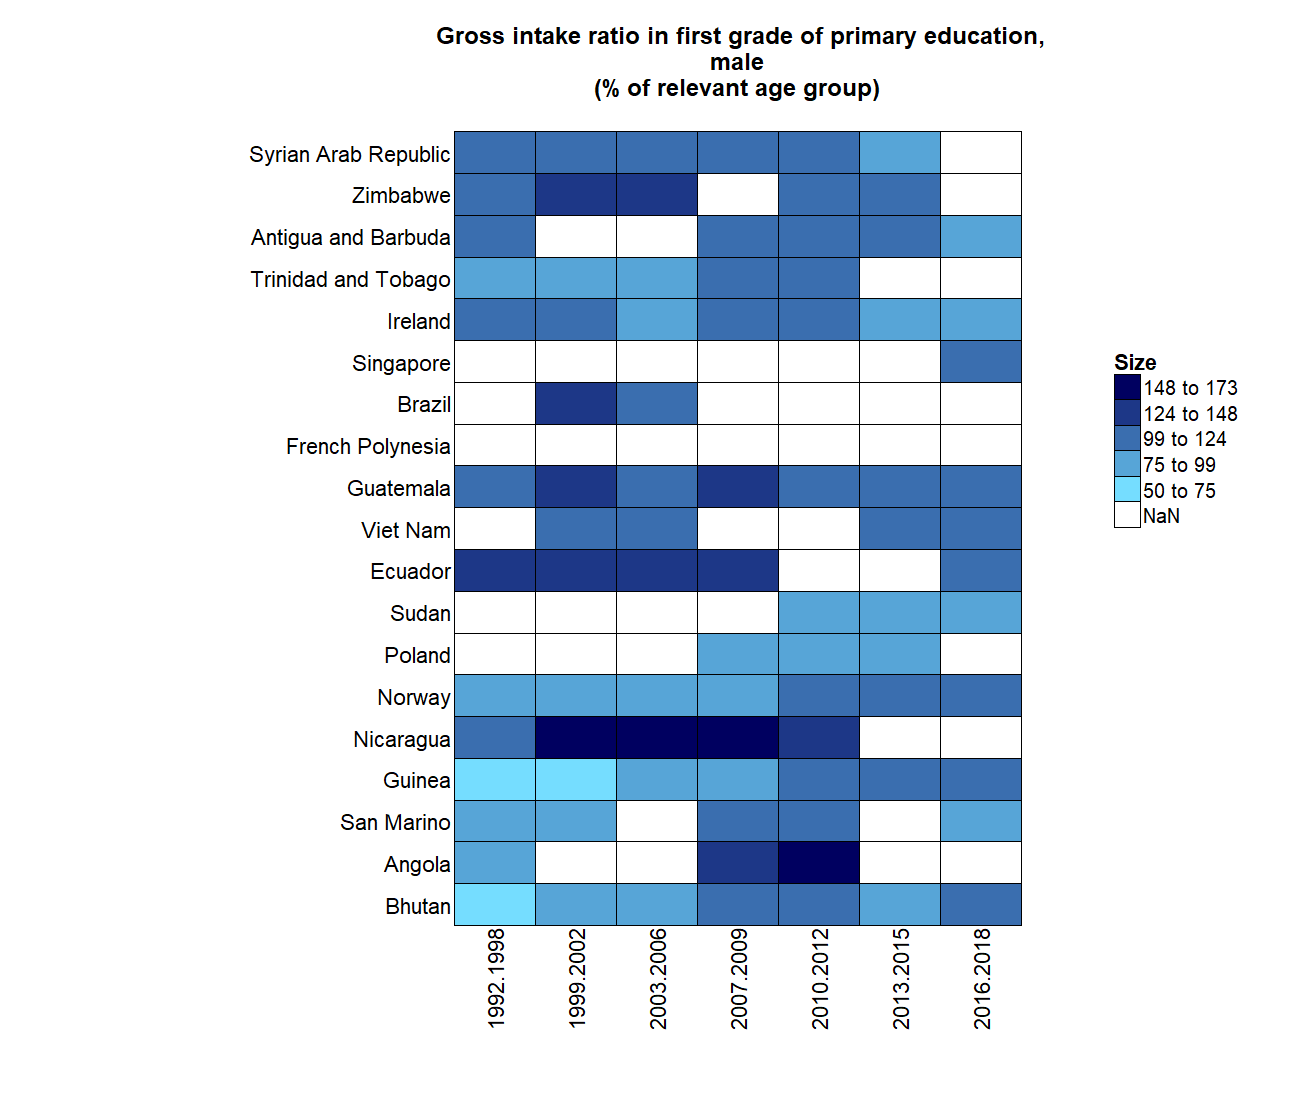 Gross intake ratio in first grade of primary education,
male
(% of relevant age group)
Syrian Arab Republic
Zimbabwe
Antigua and Barbuda
Trinidad and Tobago
Ireland
Singapore
Brazil
French Polynesia
Guatemala
Viet Nam
Ecuador
Sudan
Poland
Norway
Nicaragua
Guinea
San Marino
Angola
Bhutan
1992.1998
1999.2002
2003.2006
2007.2009
2010.2012
2013.2015
2016.2018
Size
148 to 173
124 to 148
99 to 124
75 to 99
50 to 75
NaN